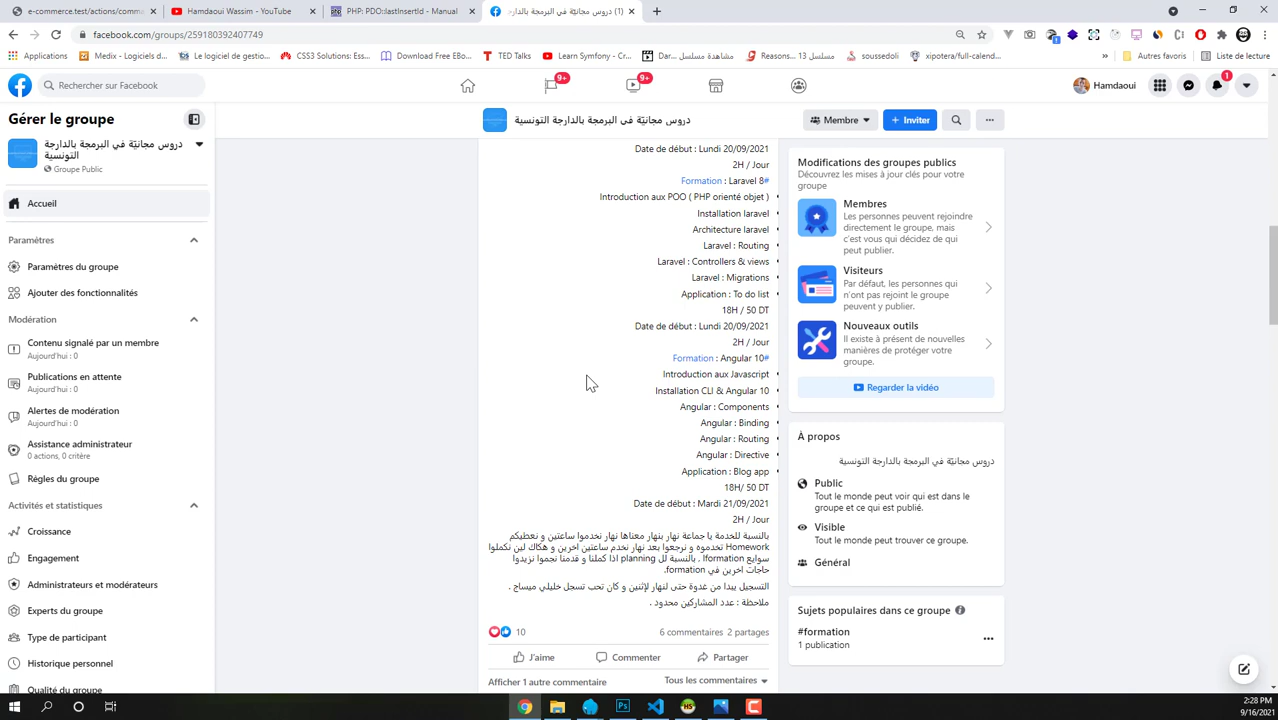 e-commerce.test/actions/comma
Hamdaoui Wassim - YouTube
PHP: PDO::lastInsertId - Manual
(1) دروس مجانيّة في البرمجة بالدارجة
facebook.com/groups/259180392407749
Applications
Medix - Logiciels d...
Le logiciel de gestio...
CSS3 Solutions: Ess...
Download Free EBo...
TED Talks
Learn Symfony - Cr...
مشاهدة مسلسل Dar...
مسلسل Reasons... 13
soussedoli
xipotera/full-calend...
»
Autres favoris
Liste de lecture
Rechercher sur Facebook
9+
9+
Hamdaoui
1
Gérer le groupe
دروس مجانيّة في البرمجة بالدارجة
التونسية
Groupe Public
Accueil
Paramètres
Paramètres du groupe
Ajouter des fonctionnalités
Modération
Contenu signalé par un membre
Aujourd'hui : 0
Publications en attente
Aujourd'hui : 0
Alertes de modération
Aujourd'hui : 0
Assistance administrateur
0 actions, 0 critère
Règles du groupe
Activités et statistiques
Croissance
Engagement
Administrateurs et modérateurs
Experts du groupe
Type de participant
Historique personnel
Qualité du groupe
دروس مجانيّة في البرمجة بالدارجة التونسية
Membre
+ Inviter
Date de début : Lundi 20/09/2021
2H / Jour
Formation : Laravel 8#
Introduction aux POO ( PHP orienté objet )
Installation laravel
Architecture laravel
Laravel : Routing
Laravel : Controllers & views
Laravel : Migrations
Application : To do list
18H / 50 DT
Date de début : Lundi 20/09/2021
2H / Jour
Formation : Angular 10#
Introduction aux Javascript
Installation CLI & Angular 10
Angular : Components
Angular : Binding
Angular : Routing
Angular : Directive
Application : Blog app
18H/ 50 DT
Date de début : Mardi 21/09/2021
2H / Jour
بالنسبة للخدمة يا جماعة نهار بنهار معناها نهار نخدموا ساعتين و نعطيكم
Homework تخدموه و نرجعوا بعد نهار نخدم ساعتين اخرين و هكاك لين نكملوا
سوايع lformation . بالنسبة لل planning اذا كملنا و قدمنا نجموا نزيدوا
حاجات اخرين في formation.
التسجيل يبدا من غدوة حتى لنهار لإثنين و كان تحب تسجل خليلي ميساج .
ملاحظة : عدد المشاركين محدود .
10
6 commentaires 2 partages
J'aime
Commenter
Partager
Afficher 1 autre commentaire
Tous les commentaires
Modifications des groupes publics
Découvrez les mises à jour clés pour votre
groupe
Membres
Les personnes peuvent rejoindre
directement le groupe, mais
c'est vous qui décidez de qui
peut publier.
Visiteurs
Par défaut, les personnes qui
n'ont pas rejoint le groupe
peuvent y publier.
Nouveaux outils
Il existe à présent de nouvelles
manières de protéger votre
groupe.
Regarder la vidéo
À propos
دروس مجانيّة في البرمجة بالدارجة التونسية
Public
Tout le monde peut voir qui est dans le
groupe et ce qui est publié.
Visible
Tout le monde peut trouver ce groupe.
Général
Sujets populaires dans ce groupe
#formation
1 publication
2:28 PM
9/16/2021